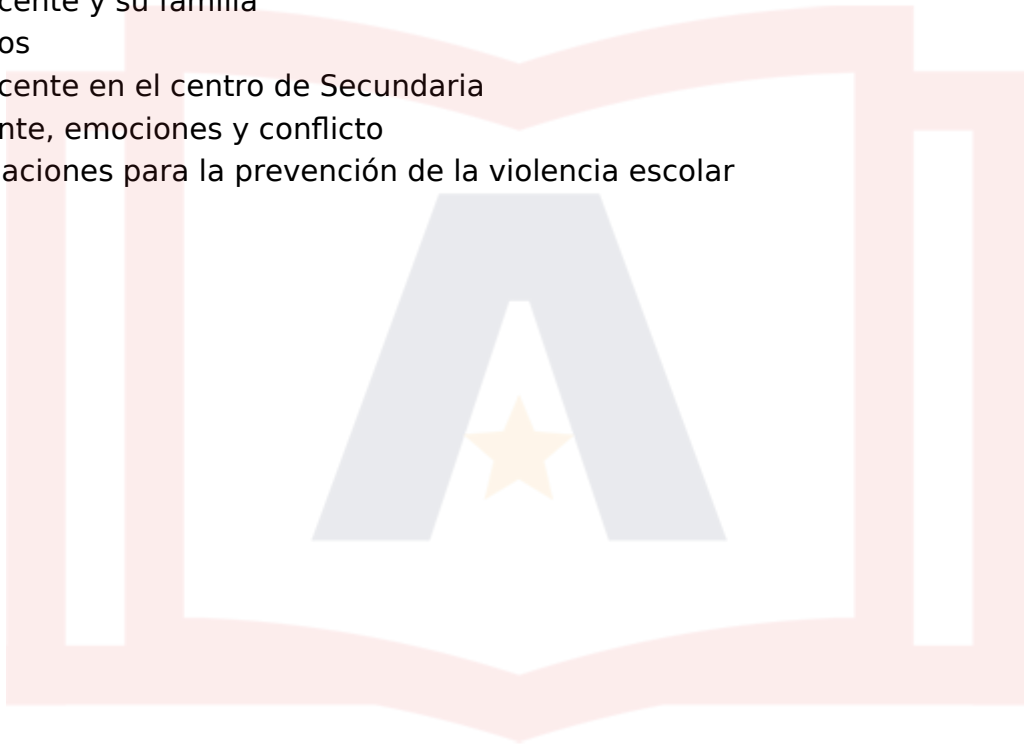 cente y su familia
os
cente en el centro de Secundaria
nte, emociones y conflicto
aciones para la prevención de la violencia escolar